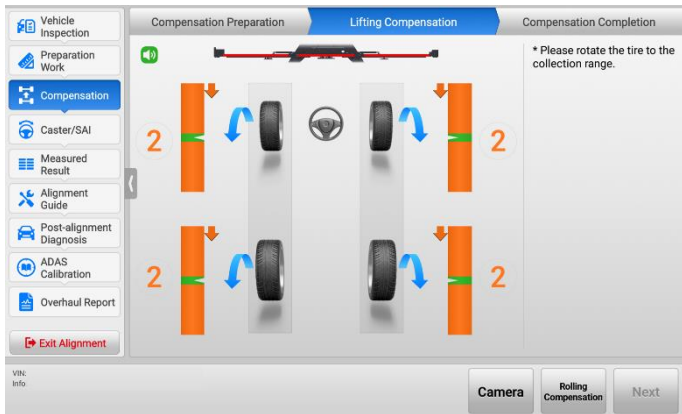 Vehicle
Inspection
Preparation
Work
Compensation
Caster/SAI
Measured
Result
Alignment
Guide
Post-alignment
Diagnosis
ADAS
Calibration
Overhaul Report
Exit Alignment
Compensation Preparation
Lifting Compensation
Compensation Completion
* Please rotate the tire to the
collection range.
2
2
2
2
VIN:
Info
Camera
Rolling
Compensation
Next